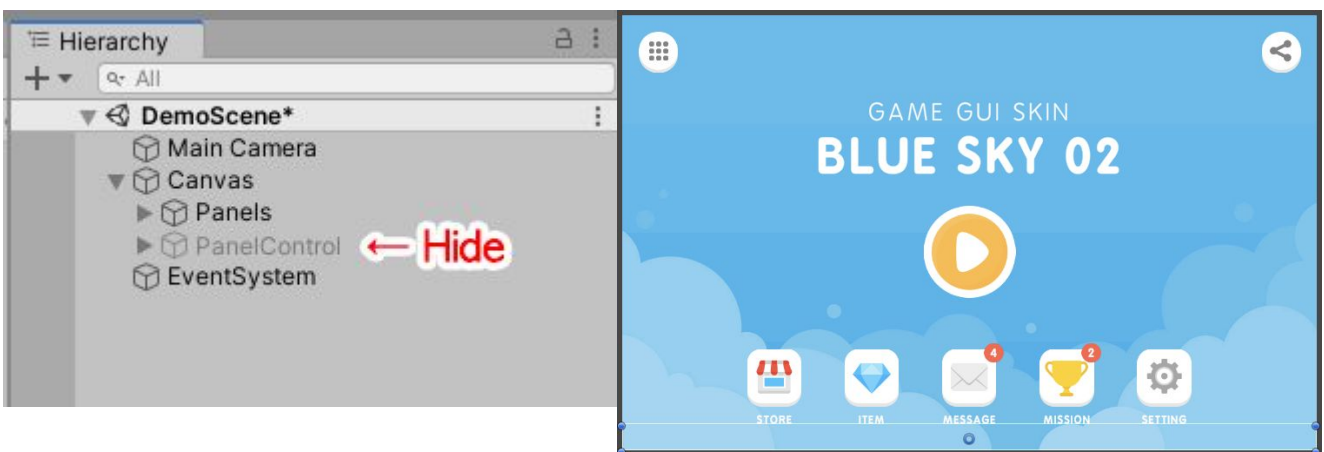 Hierarchy
All
DemoScene*
Main Camera
Canvas
Panels
PanelControl ← Hide
EventSystem
GAME GUI SKIN
BLUE SKY 02
4
2
STORE
ITEM
MESSAGE
MISSION
SETTING